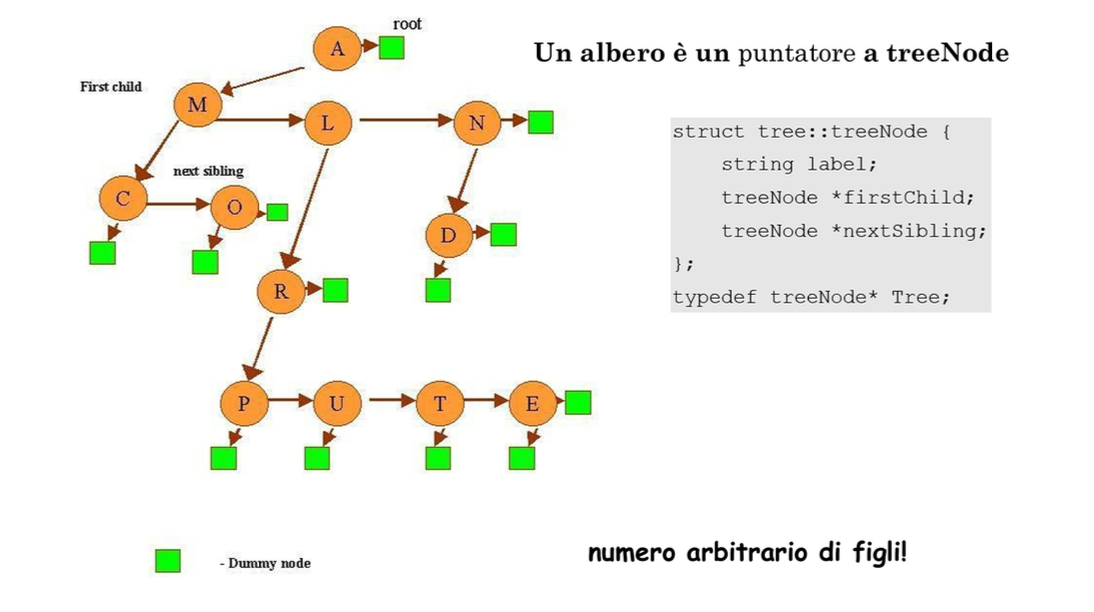 root
Un albero è un puntatore a treeNode
A
First child
M
L
N
struct tree::treeNode {
string label;
treeNode *firstChild;
treeNode *nextSibling;
};
typedef treeNode* Tree;
next sibling
C
O
D
R
P
U
T
E
numero arbitrario di figli!
- Dummy node